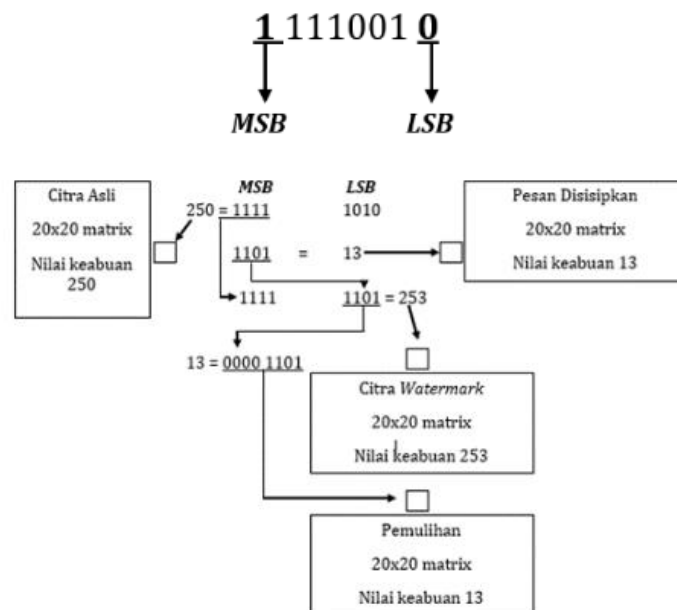 1 111001 0
MSB LSB
Citra Asli
20x20 matrix
Nilai keabuan
250
MSB LSB
250 = 1111 1010
1101 = 13
1111 1101 = 253
13 = 0000 1101
Pesan Disisipkan
20x20 matrix
Nilai keabuan 13
Citra Watermark
20x20 matrix
Nilai keabuan 253
Pemulihan
20x20 matrix
Nilai keabuan 13